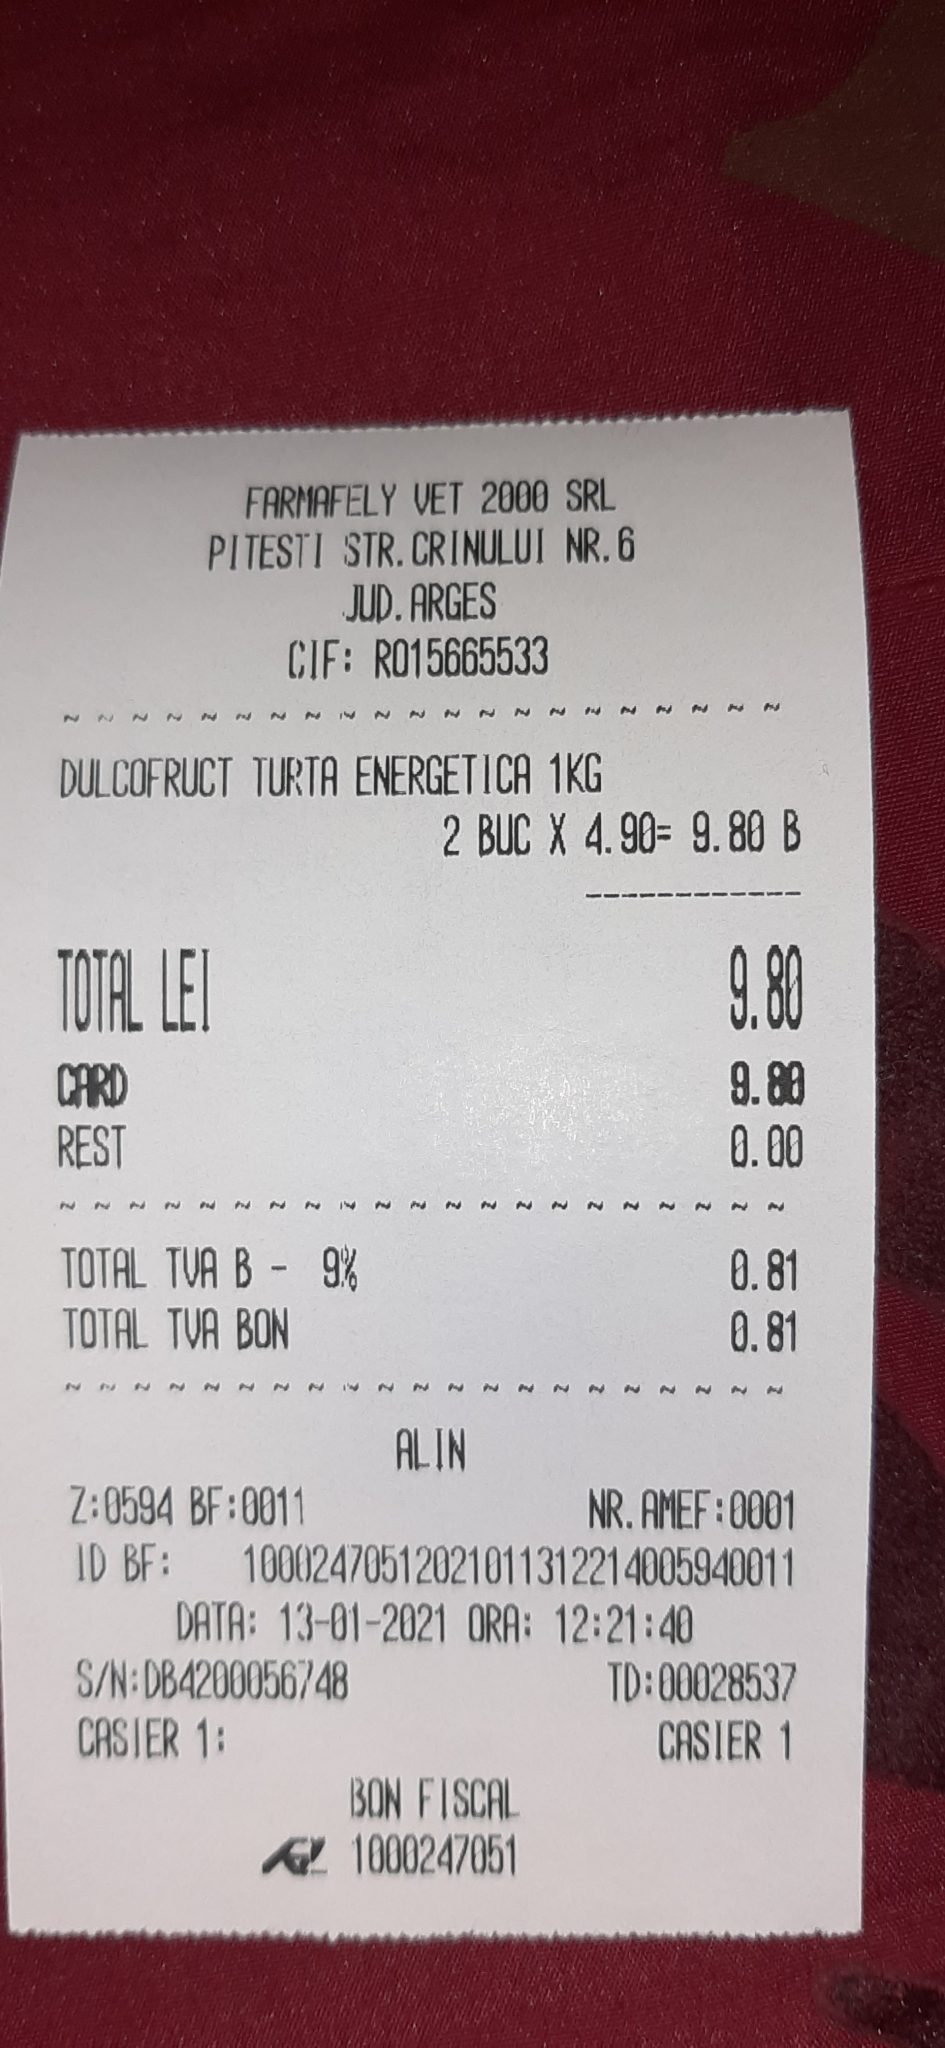 FARMAFELY VET 2000 SRL
PITESTI STR.CRINULUI NR.6
JUD.ARGES
CIF: RO15665533
~ ~ ~ ~ ~ ~ ~ ~ ~ ~ ~ ~ ~ ~ ~ ~ ~ ~ ~ ~ ~
DULCOFRUCT TURTA ENERGETICA 1KG
2 BUC X 4.90= 9.80 B
------------
TOTAL LEI 9.80
CARD 9.80
REST 0.00
~ ~ ~ ~ ~ ~ ~ ~ ~ ~ ~ ~ ~ ~ ~ ~ ~ ~ ~ ~ ~
TOTAL TVA B - 9% 0.81
TOTAL TVA BON 0.81
~ ~ ~ ~ ~ ~ ~ ~ ~ ~ ~ ~ ~ ~ ~ ~ ~ ~ ~ ~ ~
ALIN
Z:0594 BF:0011 NR.AMEF:0001
ID BF: 10002470512021011312214005940011
DATA: 13-01-2021 ORA: 12:21:40
S/N:DB4200056748 TD:00028537
CASIER 1: CASIER 1
BON FISCAL
1000247051